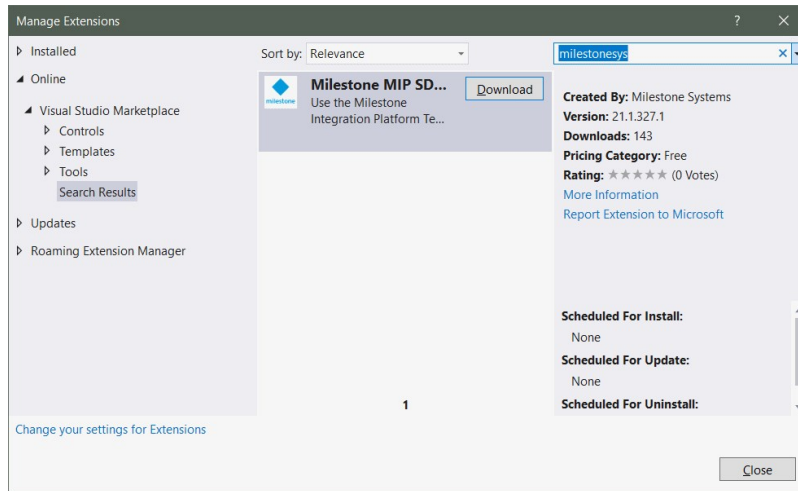 Manage Extensions
?
Installed
Online
Visual Studio Marketplace
Controls
Templates
Tools
Search Results
Updates
Roaming Extension Manager
Sort by: Relevance
milestone
Milestone MIP SD...
Use the Milestone
Integration Platform Te...
Download
1
milestonesys
Created By: Milestone Systems
Version: 21.1.327.1
Downloads: 143
Pricing Category: Free
Rating: ★★★★★ (0 Votes)
More Information
Report Extension to Microsoft
Scheduled For Install:
None
Scheduled For Update:
None
Scheduled For Uninstall:
Change your settings for Extensions
Close